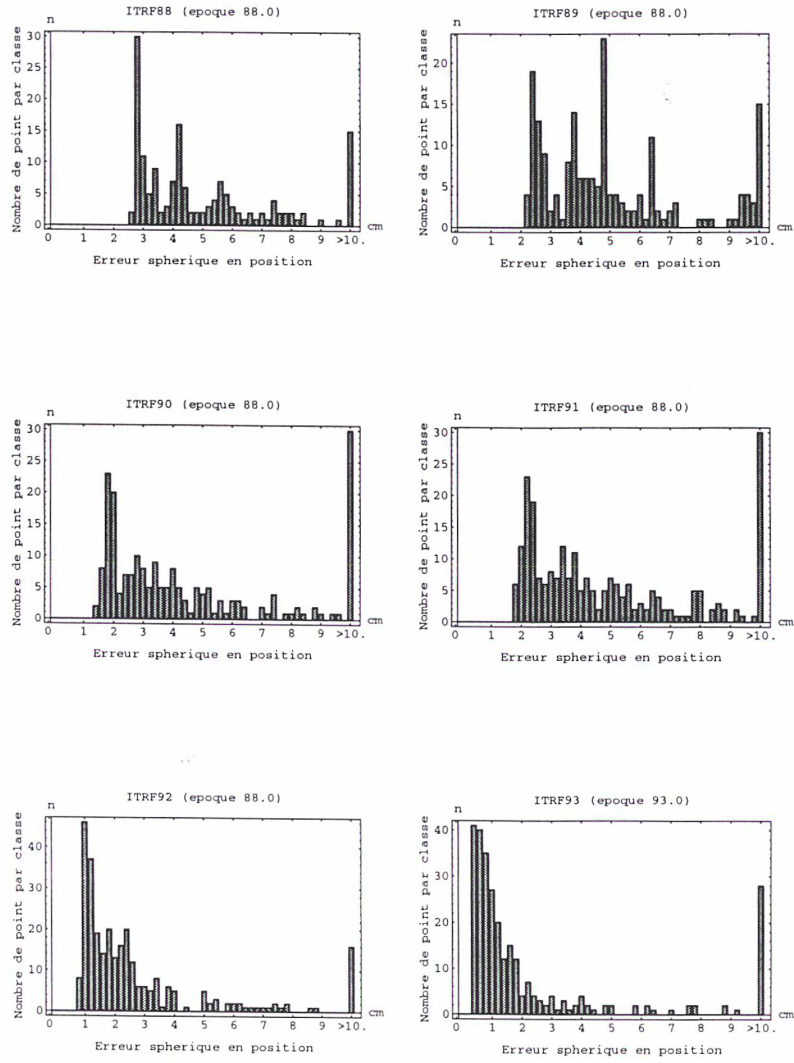 ITRF88 (epoque 88.0)
n
Nombre de point par classe
30
25
20
15
10
5
0
0 1 2 3 4 5 6 7 8 9 >10. cm
Erreur spherique en position
ITRF89 (epoque 88.0)
n
Nombre de point par classe
20
15
10
5
0
0 1 2 3 4 5 6 7 8 9 >10. cm
Erreur spherique en position
ITRF90 (epoque 88.0)
n
Nombre de point par classe
30
25
20
15
10
5
0
0 1 2 3 4 5 6 7 8 9 >10. cm
Erreur spherique en position
ITRF91 (epoque 88.0)
n
Nombre de point par classe
30
25
20
15
10
5
0
0 1 2 3 4 5 6 7 8 9 >10. cm
Erreur spherique en position
ITRF92 (epoque 88.0)
n
Nombre de point par classe
40
30
20
10
0
1 2 3 4 5 6 7 8 9 >10. cm
Erreur spherique en position
ITRF93 (epoque 93.0)
n
Nombre de point par classe
40
30
20
10
0
0 1 2 3 4 5 6 7 8 9 >10. cm
Erreur spherique en position